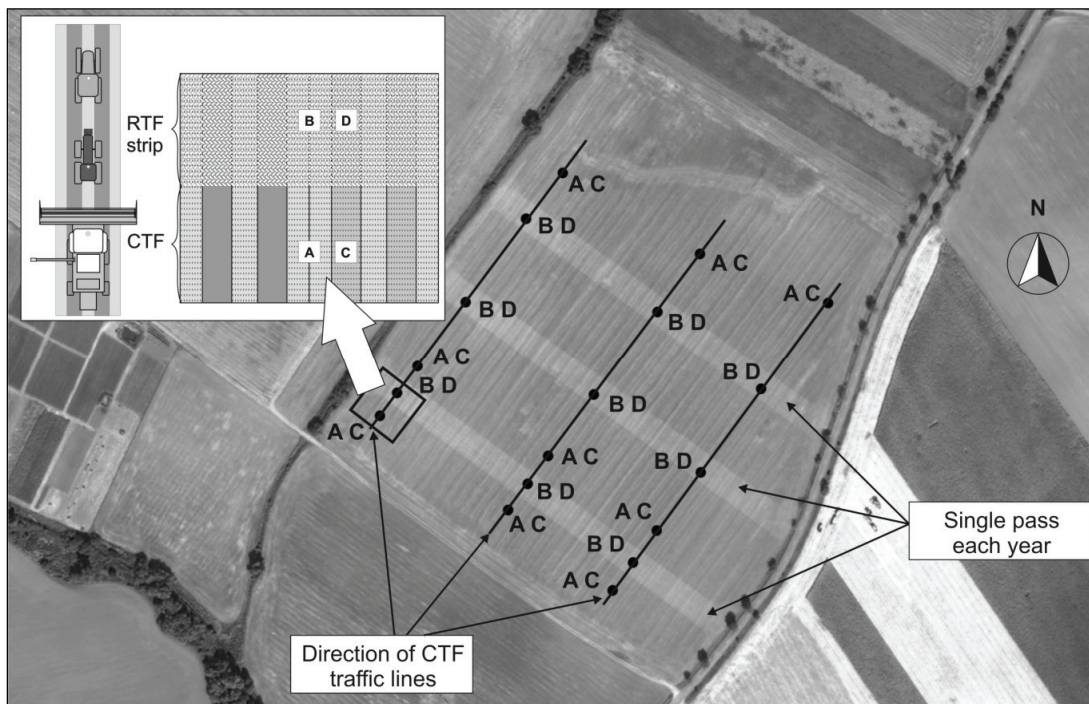 RTF
strip
CTF
B
D
A
C
A C
B D
B D
A C
B D
A C
A C
B D
B D
A C
B D
A C
A C
B D
B D
A C
B D
A C
N
Single pass
each year
Direction of CTF
traffic lines